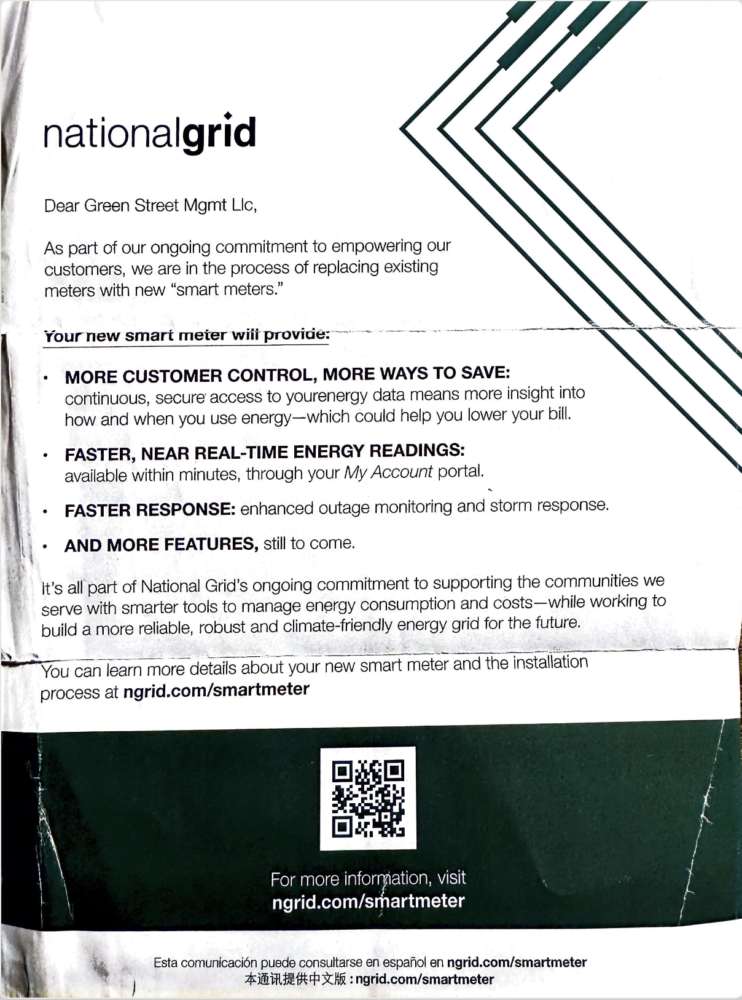 nationalgrid
Dear Green Street Mgmt Llc,
As part of our ongoing commitment to empowering our
customers, we are in the process of replacing existing
meters with new “smart meters.”
Your new smart meter will provide:
• MORE CUSTOMER CONTROL, MORE WAYS TO SAVE:
continuous, secure access to yourenergy data means more insight into
how and when you use energy—which could help you lower your bill.
• FASTER, NEAR REAL-TIME ENERGY READINGS:
available within minutes, through your My Account portal.
• FASTER RESPONSE: enhanced outage monitoring and storm response.
• AND MORE FEATURES, still to come.
It’s all part of National Grid’s ongoing commitment to supporting the communities we
serve with smarter tools to manage energy consumption and costs—while working to
build a more reliable, robust and climate-friendly energy grid for the future.
You can learn more details about your new smart meter and the installation
process at ngrid.com/smartmeter
For more information, visit
ngrid.com/smartmeter
Esta comunicación puede consultarse en español en ngrid.com/smartmeter
本通讯提供中文版 : ngrid.com/smartmeter